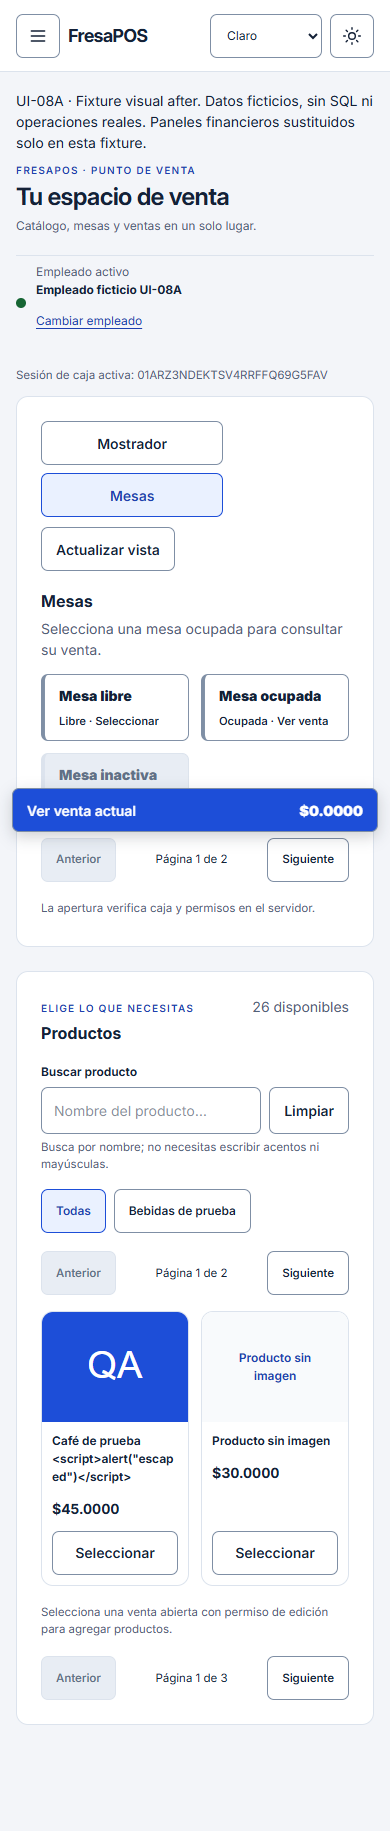 FresaPOS
Claro
UI-08A · Fixture visual after. Datos ficticios, sin SQL ni
operaciones reales. Paneles financieros sustituidos
solo en esta fixture.
FRESAPOS · PUNTO DE VENTA
Tu espacio de venta
Catálogo, mesas y ventas en un solo lugar.
Empleado activo
Empleado ficticio UI-08A
Cambiar empleado
Sesión de caja activa: 01ARZ3NDEKTSV4RRFFQ69G5FAV
Mostrador
Mesas
Actualizar vista
Mesas
Selecciona una mesa ocupada para consultar
su venta.
Mesa libre
Libre · Seleccionar
Mesa ocupada
Ocupada · Ver venta
Mesa inactiva
Ver venta actual $0.0000
Anterior Página 1 de 2 Siguiente
La apertura verifica caja y permisos en el servidor.
ELIGE LO QUE NECESITAS 26 disponibles
Productos
Buscar producto
Nombre del producto... Limpiar
Busca por nombre; no necesitas escribir acentos ni
mayúsculas.
Todas Bebidas de prueba
Anterior Página 1 de 2 Siguiente
QA
Café de prueba
<script>alert("escap
ed")</script>
$45.0000
Seleccionar
Producto sin
imagen
Producto sin imagen
$30.0000
Seleccionar
Selecciona una venta abierta con permiso de edición
para agregar productos.
Anterior Página 1 de 3 Siguiente